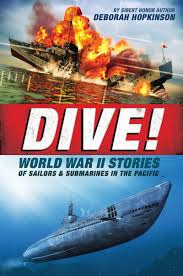 BY SIBERT HONOR AUTHOR
DEBORAH HOPKINSON
DIVE!
WORLD WAR II STORIES
OF SAILORS & SUBMARINES IN THE PACIFIC